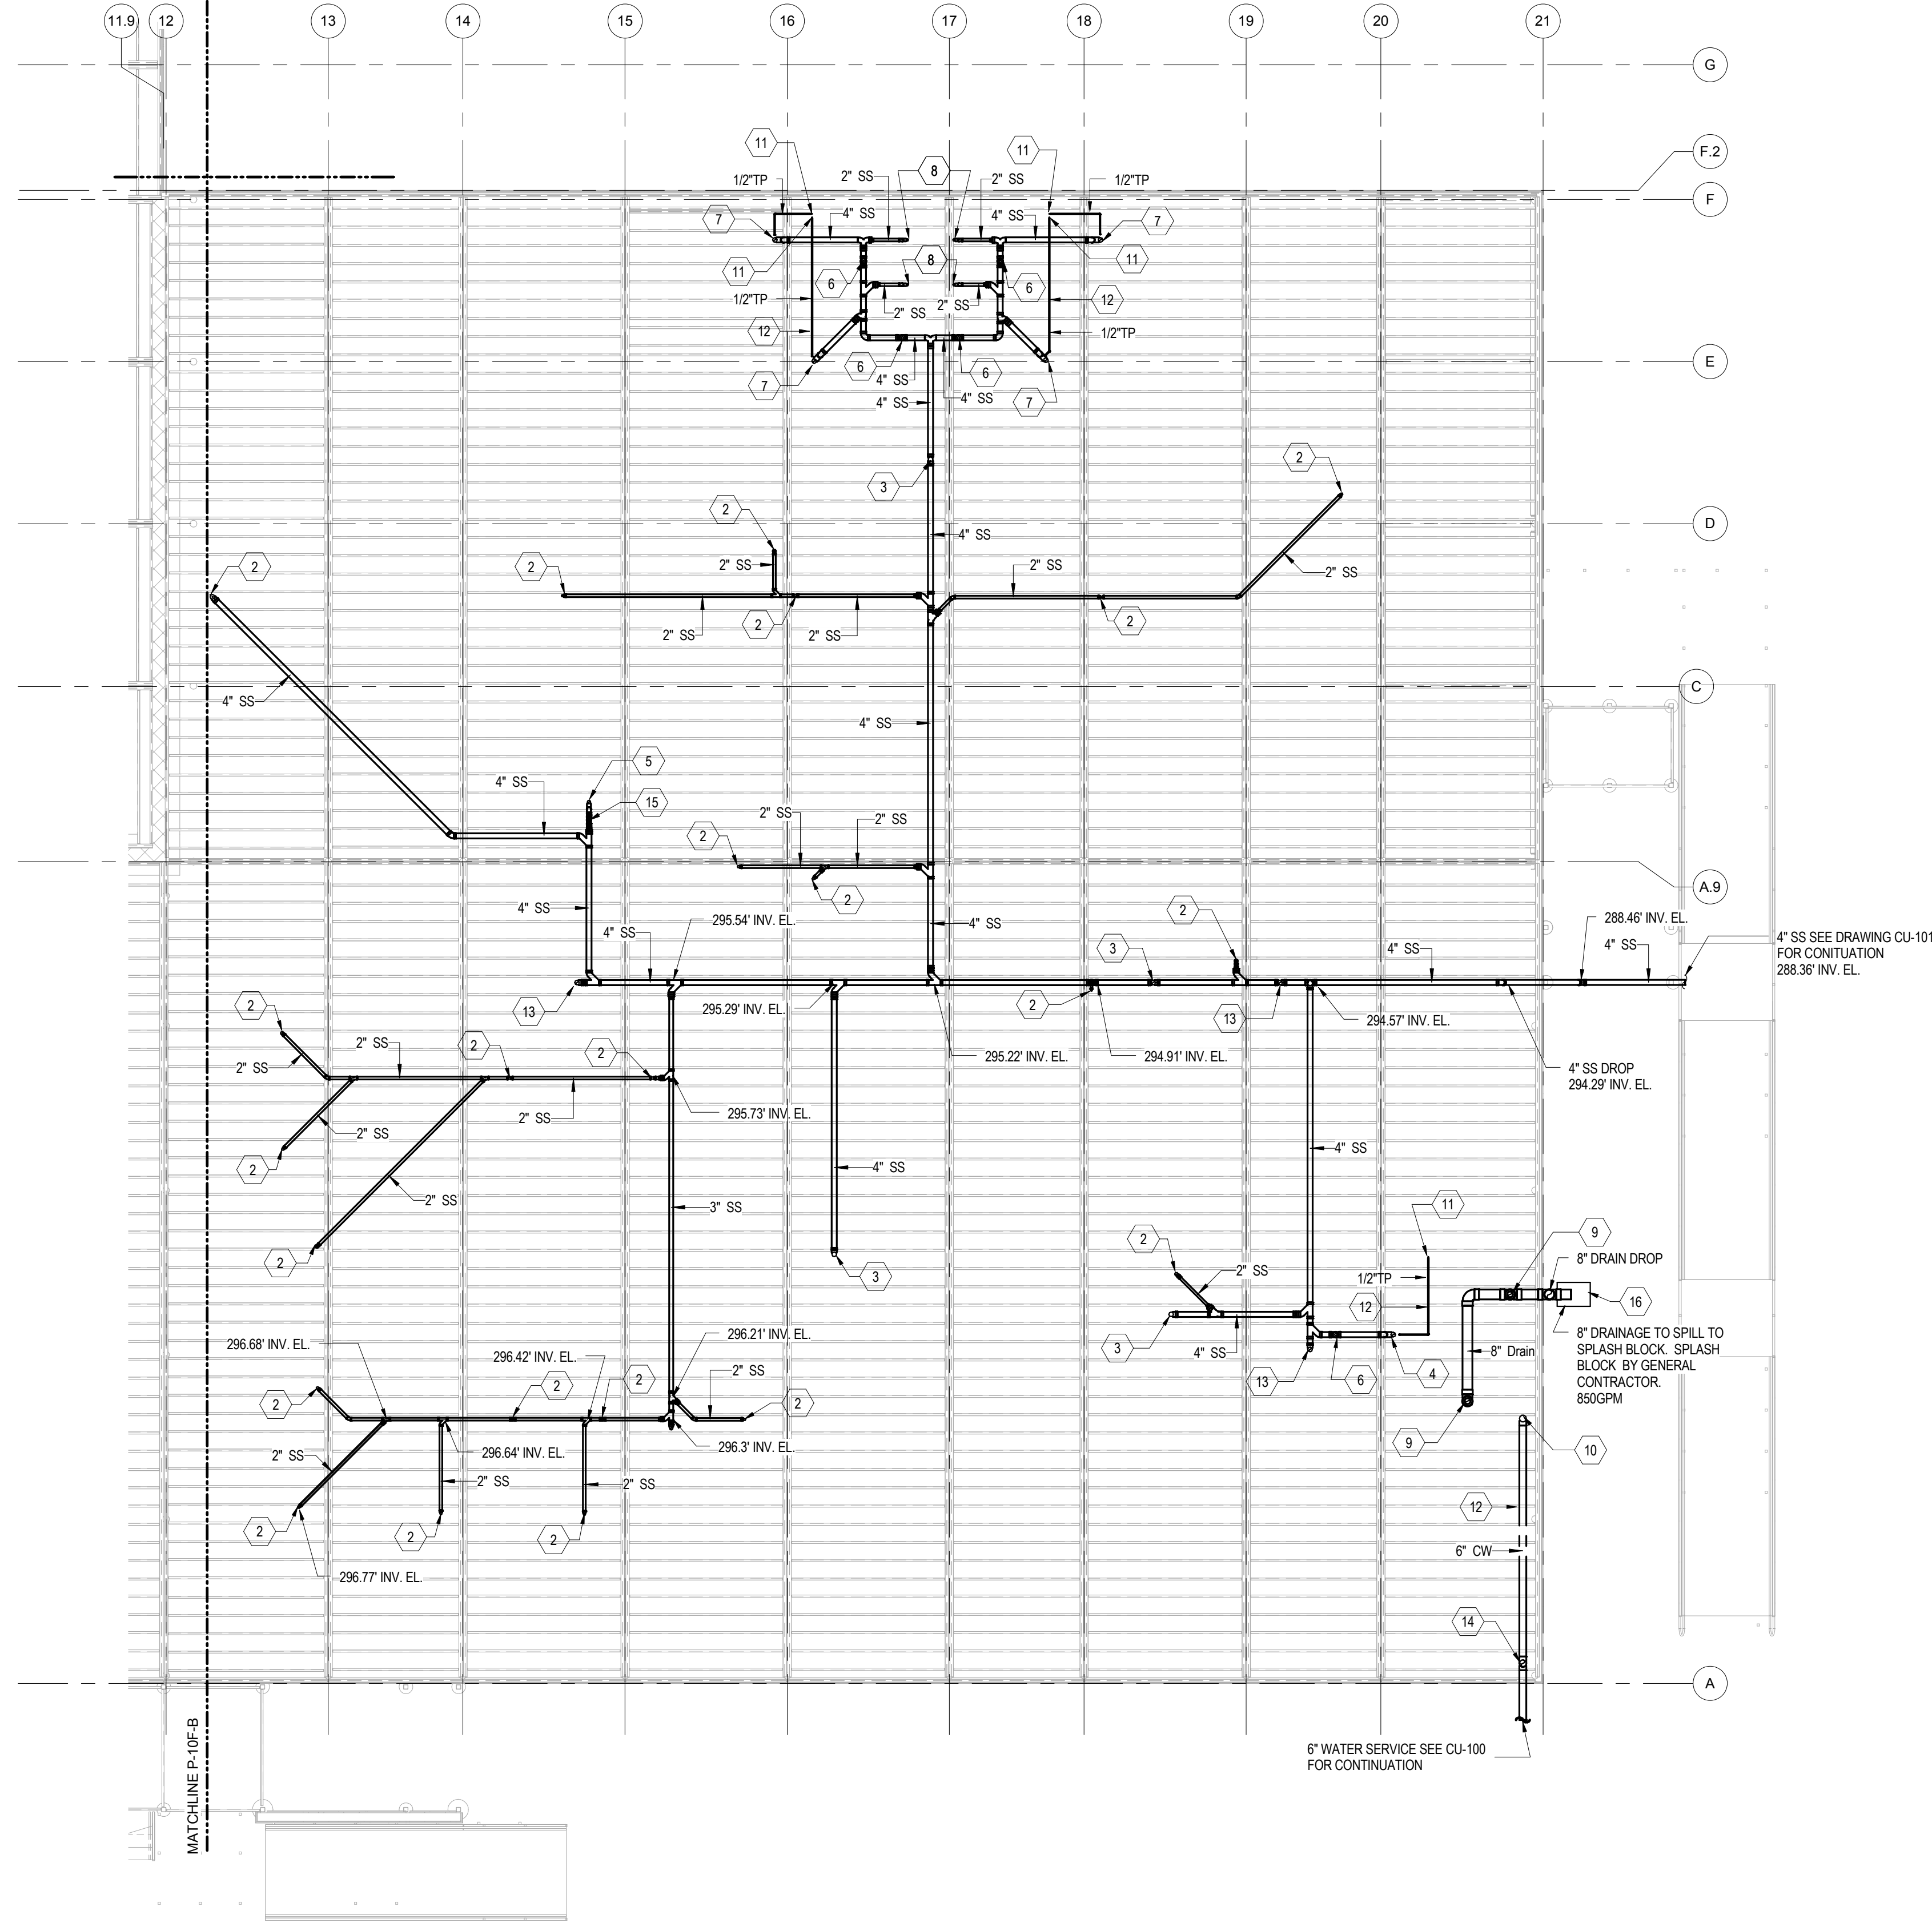 11.9
12
13
14
15
16
17
18
19
20
21
G
F.2
F
11
11
1/2"TP
2" SS
8
2" SS
1/2"TP
7
4" SS
4" SS
7
11
6
8
6
11
1/2"TP
2" SS
2" SS
12
12
1/2"TP
6
4" SS
4" SS
6
E
7
4" SS
7
2
3
2
D
4" SS
2" SS
2
2
2" SS
2" SS
2" SS
2
2" SS
2
4" SS
C
4" SS
5
4" SS
15
2" SS
2" SS
2
A.9
2
4" SS
295.54' INV. EL.
4" SS
2
288.46' INV. EL.
4" SS
3
4" SS
4" SS
4" SS SEE DRAWING CU-101
FOR CONITUATION
288.36' INV. EL.
13
295.29' INV. EL.
2
13
294.57' INV. EL.
2
2" SS
2
2
295.22' INV. EL.
294.91' INV. EL.
2" SS
4" SS DROP
294.29' INV. EL.
2" SS
295.73' INV. EL.
2" SS
2
4" SS
4" SS
2" SS
3" SS
11
2
3
2
2" SS
9
8" DRAIN DROP
1/2"TP
12
16
296.68' INV. EL.
296.21' INV. EL.
3
4" SS
8" Drain
8" DRAINAGE TO SPILL TO
SPLASH BLOCK. SPLASH
BLOCK BY GENERAL
CONTRACTOR.
850GPM
296.42' INV. EL.
2" SS
2
2
2
2
13
6
4
2" SS
296.64' INV. EL.
296.3' INV. EL.
9
10
2" SS
2" SS
2
2
2
12
6" CW
296.77' INV. EL.
14
A
MATCHLINE P-10F-B
6" WATER SERVICE SEE CU-100
FOR CONTINUATION